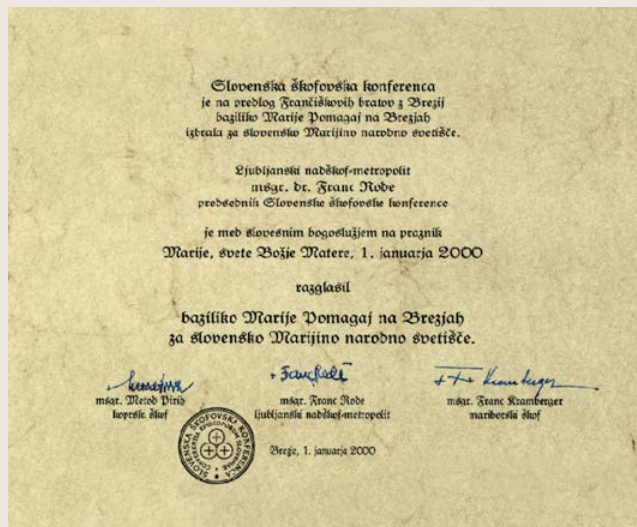 Slovenska škofovska konferenca
je na predlog Frančiškovih bratov z Brezij
baziliko Marije Pomagaj na Brezjah
izbrala za slovensko Marijino narodno svetišče.
Ljubljanski nadškof-metropolit
msgr. dr. Franc Rode
predsednik Slovenske škofovske konference
je med slovesnim bogoslužjem na praznik
Marije, svete Božje Matere, 1. januarja 2000
razglasil
baziliko Marije Pomagaj na Brezjah
za slovensko Marijino narodno svetišče.
+ Franc Rode
++ F. Kramberger
msgr. Metod Pirih
koprski škof
msgr. Franc Rode
ljubljanski nadškof-metropolit
msgr. Franc Kramberger
mariborski škof
SLOVENSKA ŠKOFOVSKA KONFERENCA
Brezje, 1. januarja 2000